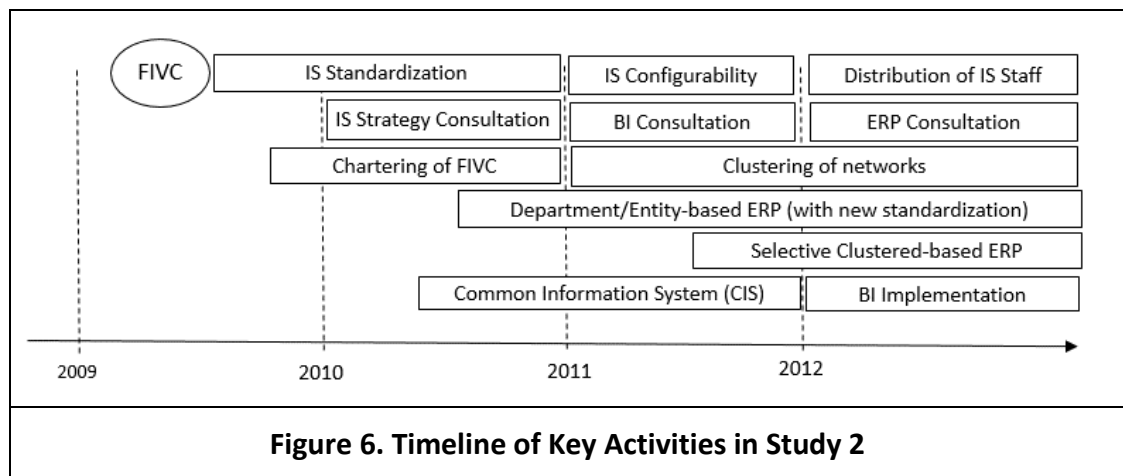 FIVC IS Standardization IS Configurability Distribution of IS Staff
IS Strategy Consultation BI Consultation ERP Consultation
Chartering of FIVC Clustering of networks
Department/Entity-based ERP (with new standardization)
Selective Clustered-based ERP
Common Information System (CIS) BI Implementation
2009 2010 2011 2012
Figure 6. Timeline of Key Activities in Study 2